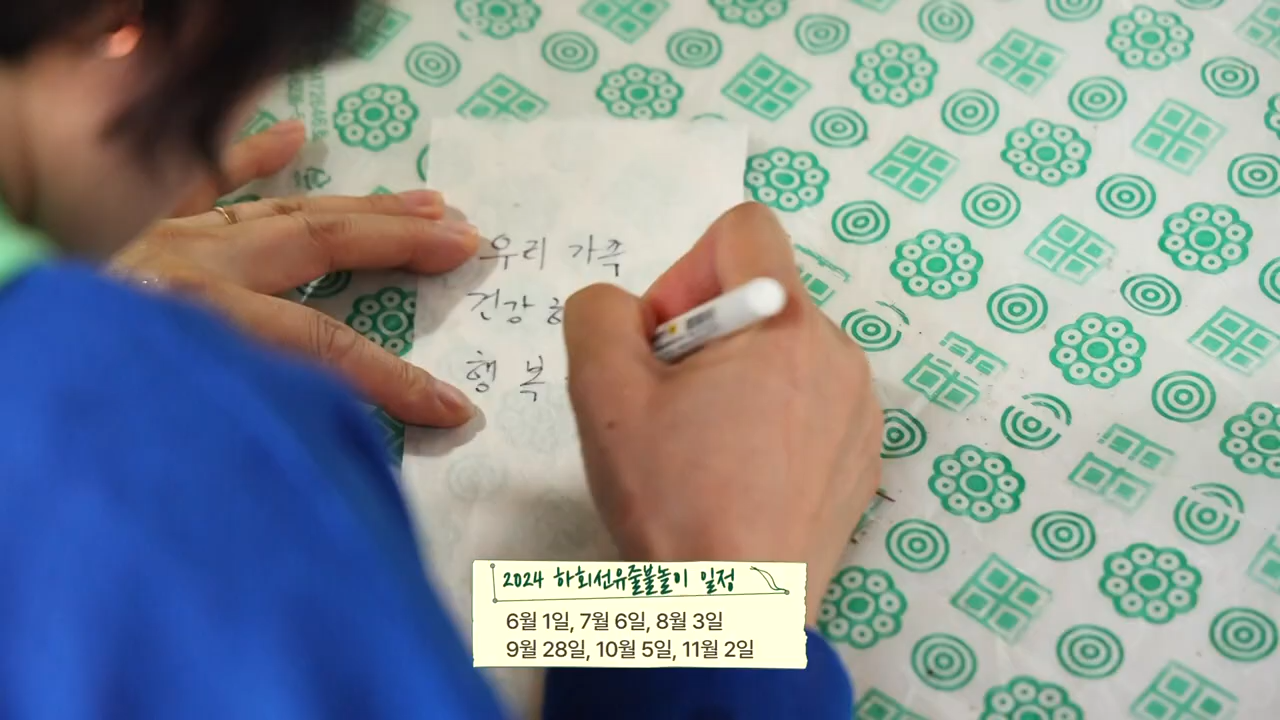 우리 가족
건강
행복
2024 하회선유줄불놀이 일정
6월 1일, 7월 6일, 8월 3일
9월 28일, 10월 5일, 11월 2일